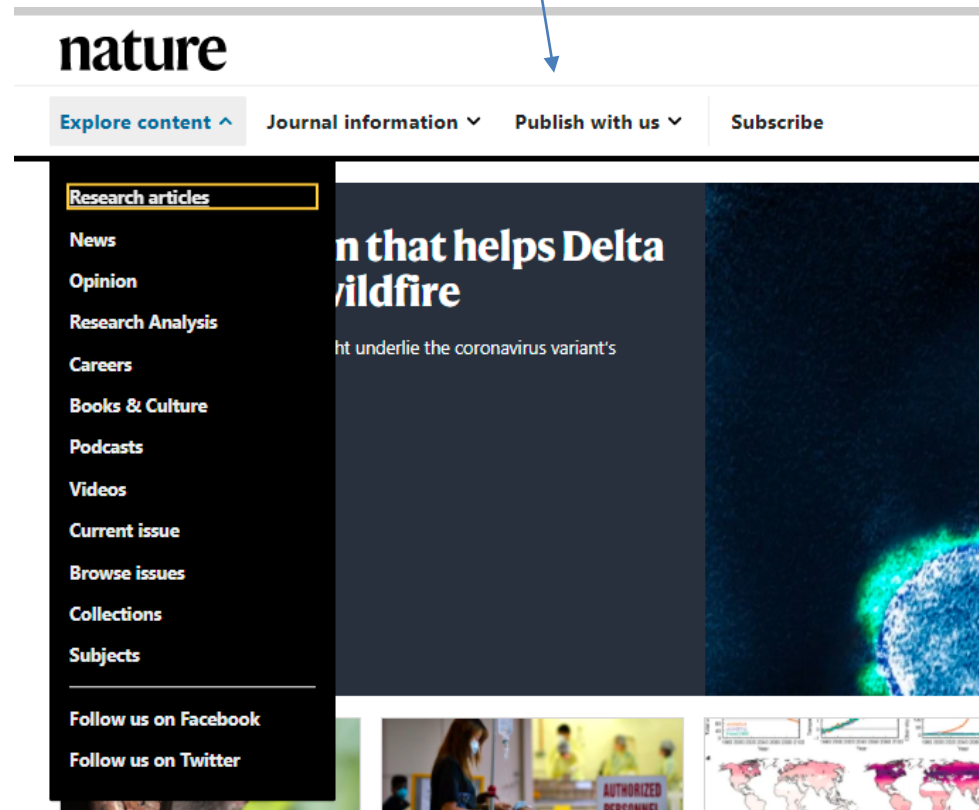 nature
Explore content Journal information Publish with us Subscribe
Research articles
News
Opinion
Research Analysis
Careers
Books & Culture
Podcasts
Videos
Current issue
Browse issues
Collections
Subjects
Follow us on Facebook
Follow us on Twitter
n that helps Delta
ildfire
ht underlie the coronavirus variant's
AUTHORIZED
PERSONNEL